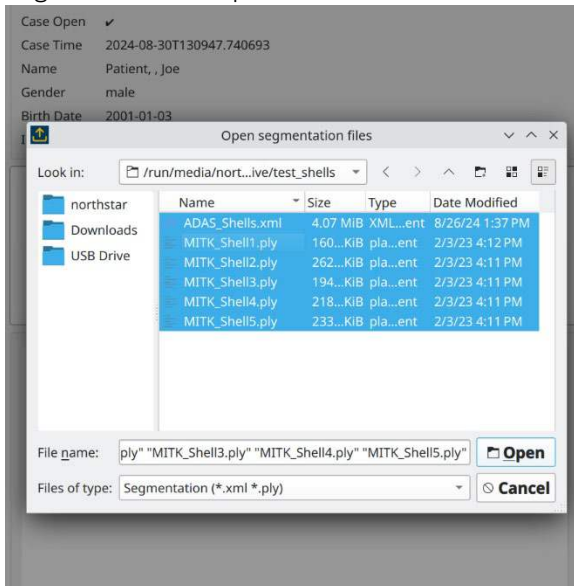 Case Open ✔
Case Time 2024-08-30T130947.740693
Name Patient, , Joe
Gender male
Birth Date 2001-01-03
Open segmentation files
Look in: /run/media/nort...ive/test_shells
northstar
Downloads
USB Drive
Name Size Type Date Modified
ADAS_Shells.xml 4.07 MiB XML...ent 8/26/24 1:37 PM
MITK_Shell1.ply 160...KiB pla...ent 2/3/23 4:12 PM
MITK_Shell2.ply 262...KiB pla...ent 2/3/23 4:11 PM
MITK_Shell3.ply 194...KiB pla...ent 2/3/23 4:11 PM
MITK_Shell4.ply 218...KiB pla...ent 2/3/23 4:11 PM
MITK_Shell5.ply 233...KiB pla...ent 2/3/23 4:11 PM
File name: ply" "MITK_Shell3.ply" "MITK_Shell4.ply" "MITK_Shell5.ply" Open
Files of type: Segmentation (*.xml *.ply) Cancel